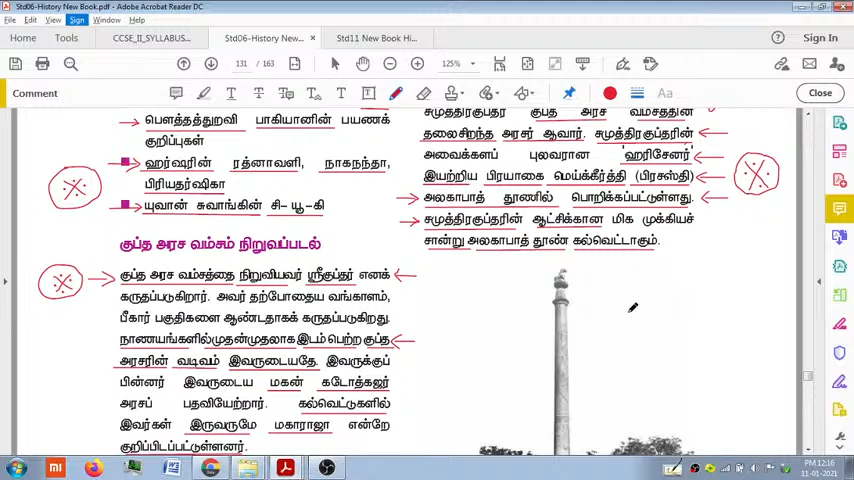 Std06-History New Book.pdf - Adobe Acrobat Reader DC
File Edit View Sign Window Help
Home Tools CCSE_II_SYLLABUS... Std06-History New... × Std11 New Book Hi... Sign In
131 / 163 125%
Comment Close
பௌத்தத்துறவி பாகியானின் பயணக்
குறிப்புகள்
ஹர்ஷரின் ரத்னாவளி, நாகநந்தா,
பிரியதர்ஷிகா
யுவான் சுவாங்கின் சி- யூ-கி
குப்த அரச வம்சம் நிறுவப்படல்
குப்த அரச வம்சத்தை நிறுவியவர் ஸ்ரீகுப்தர் எனக்
கருதப்படுகிறார். அவர் தற்போதைய வங்காளம்,
பீகார் பகுதிகளை ஆண்டதாகக் கருதப்படுகிறது.
நாணயங்களில்முதன்முதலாக இடம் பெற்ற குப்த
அரசரின் வடிவம் இவருடையதே. இவருக்குப்
பின்னர் இவருடைய மகன் கடோத்கஜர்
அரசப் பதவியேற்றார். கல்வெட்டுகளில்
இவர்கள் இருவருமே மகாராஜா என்றே
குறிப்பிடப்பட்டுள்ளனர்.
சமுத்திரகுப்தர் குப்த அரச வம்சத்தின்
தலைசிறந்த அரசர் ஆவார். சமுத்திரகுப்தரின்
அவைக்களப் புலவரான 'ஹரிசேனர்'
இயற்றிய பிரயாகை மெய்க்கீர்த்தி (பிரசஸ்தி)
அலகாபாத் தூணில் பொறிக்கப்பட்டுள்ளது.
சமுத்திரகுப்தரின் ஆட்சிக்கான மிக முக்கியச்
சான்று அலகாபாத் தூண் கல்வெட்டாகும்.
PM 12:16
11-01-2021